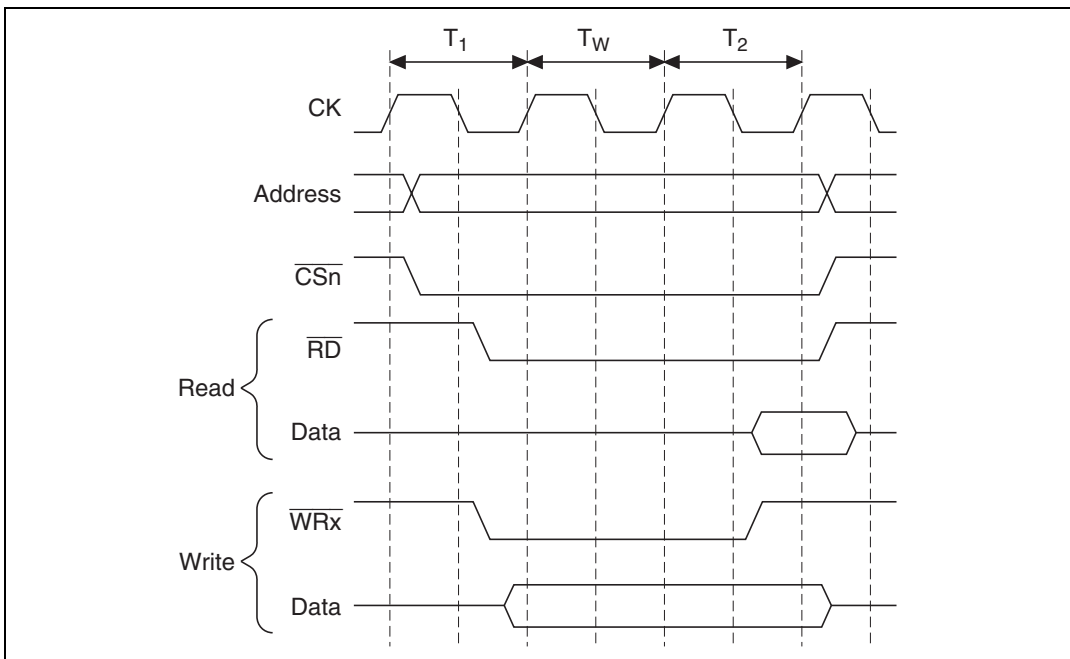 T1 TW T2
CK
Address
CSn
RD
Read
Data
WRx
Write
Data